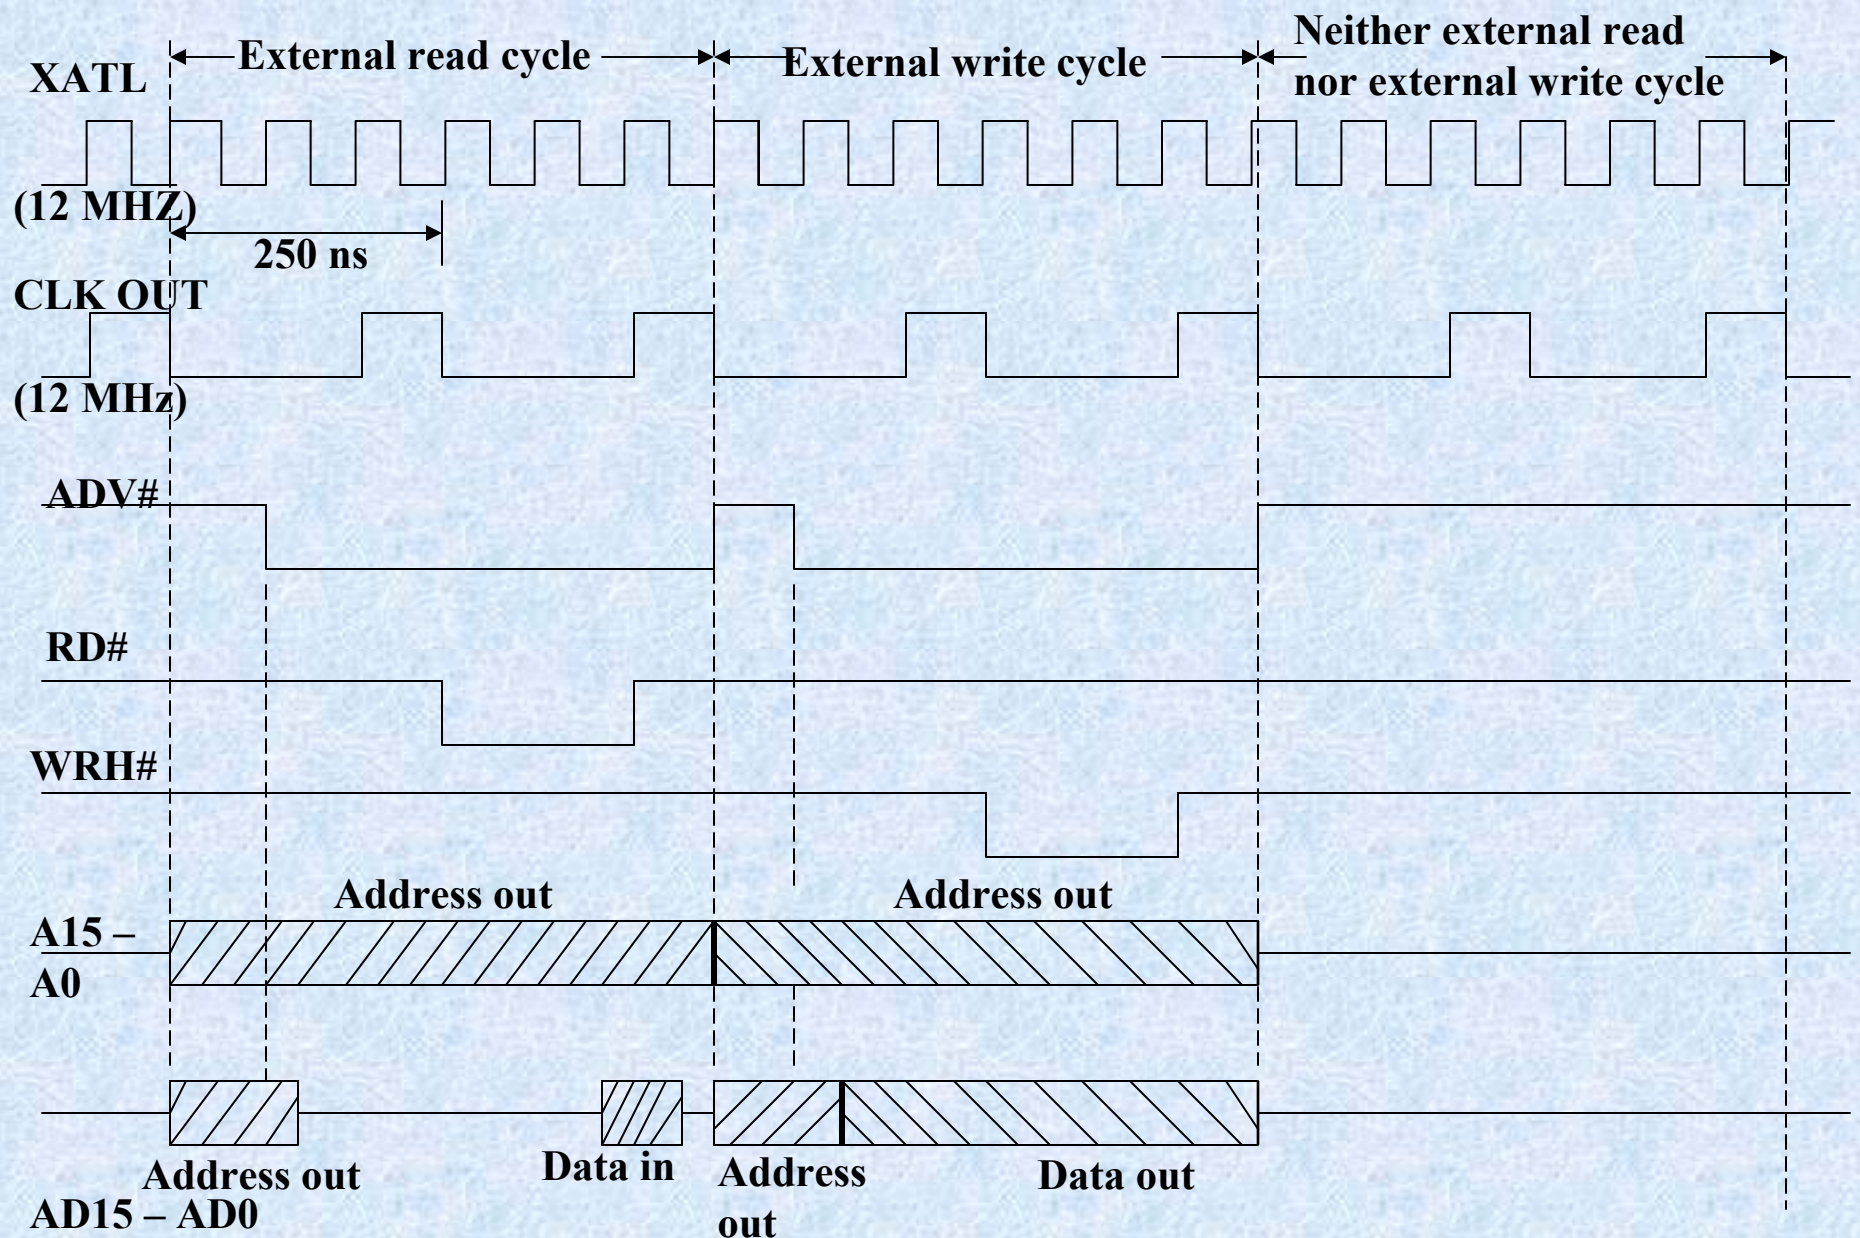 External read cycle
External write cycle
Neither external read
nor external write cycle
XATL
(12 MHZ)
250 ns
CLK OUT
(12 MHz)
ADV#
RD#
WRH#
Address out
Address out
A15 –
A0
Address out
Data in
Address
out
Data out
AD15 – AD0